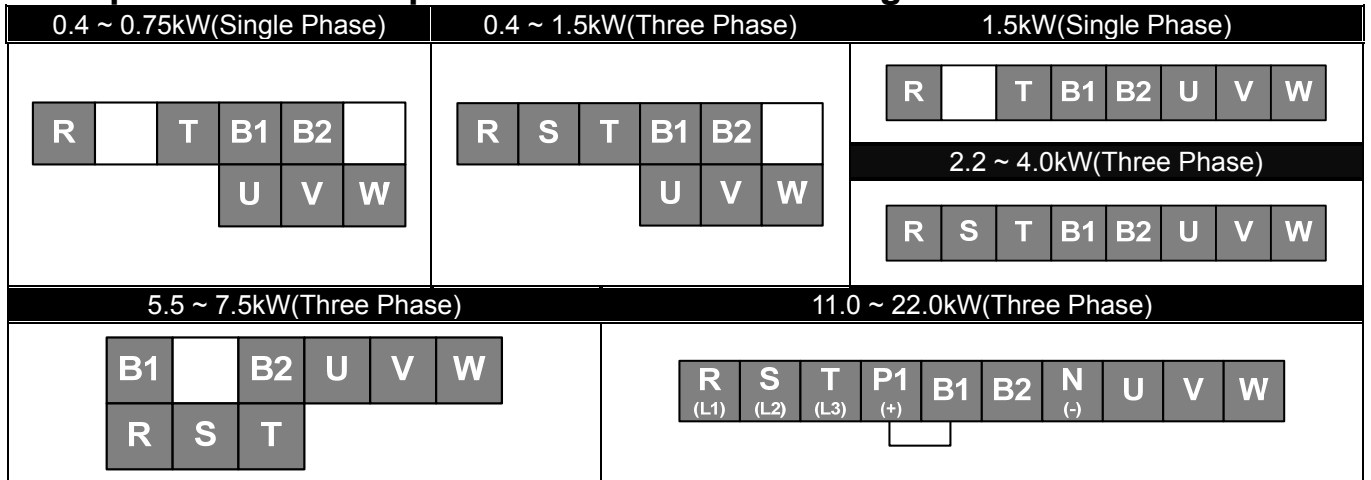 0.4 ~ 0.75kW(Single Phase)
R T B1 B2
U V W
0.4 ~ 1.5kW(Three Phase)
R S T B1 B2
U V W
1.5kW(Single Phase)
R T B1 B2 U V W
2.2 ~ 4.0kW(Three Phase)
R S T B1 B2 U V W
5.5 ~ 7.5kW(Three Phase)
B1 B2 U V W
R S T
11.0 ~ 22.0kW(Three Phase)
R S T P1 B1 B2 N U V W
(L1) (L2) (L3) (+) (-)